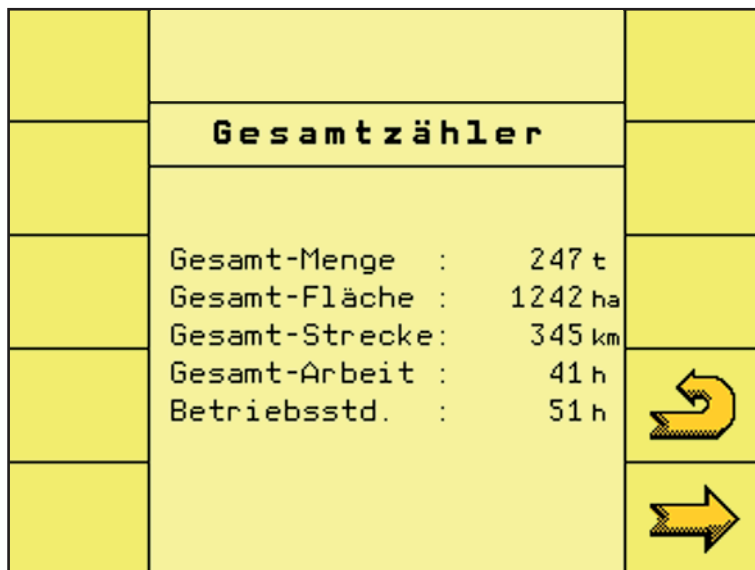 Gesamtzähler
Gesamt-Menge : 247 t
Gesamt-Fläche : 1242 ha
Gesamt-Strecke: 345 km
Gesamt-Arbeit : 41 h
Betriebsstd. : 51 h